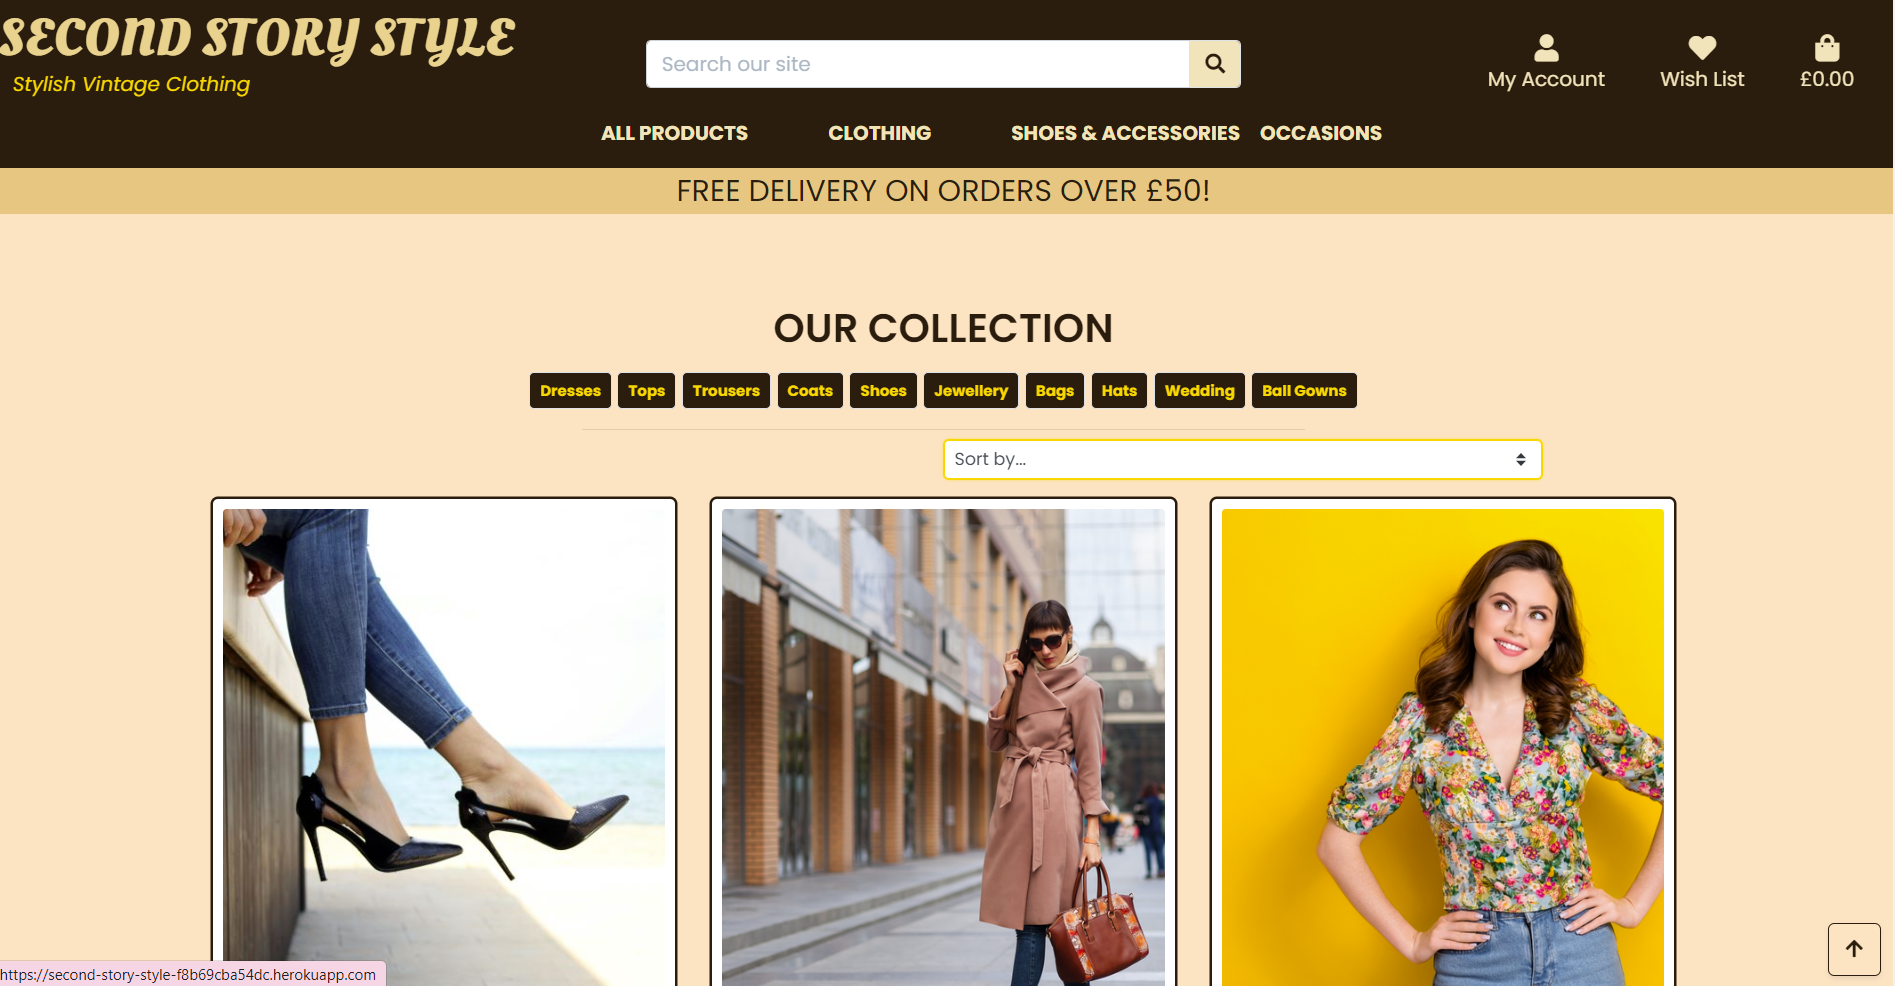 SECOND STORY STYLE
Stylish Vintage Clothing
Search our site
My Account
Wish List
£0.00
ALL PRODUCTS
CLOTHING
SHOES & ACCESSORIES
OCCASIONS
FREE DELIVERY ON ORDERS OVER £50!
OUR COLLECTION
Dresses
Tops
Trousers
Coats
Shoes
Jewellery
Bags
Hats
Wedding
Ball Gowns
Sort by...
https://second-story-style-f8b69cba54dc.herokuapp.com